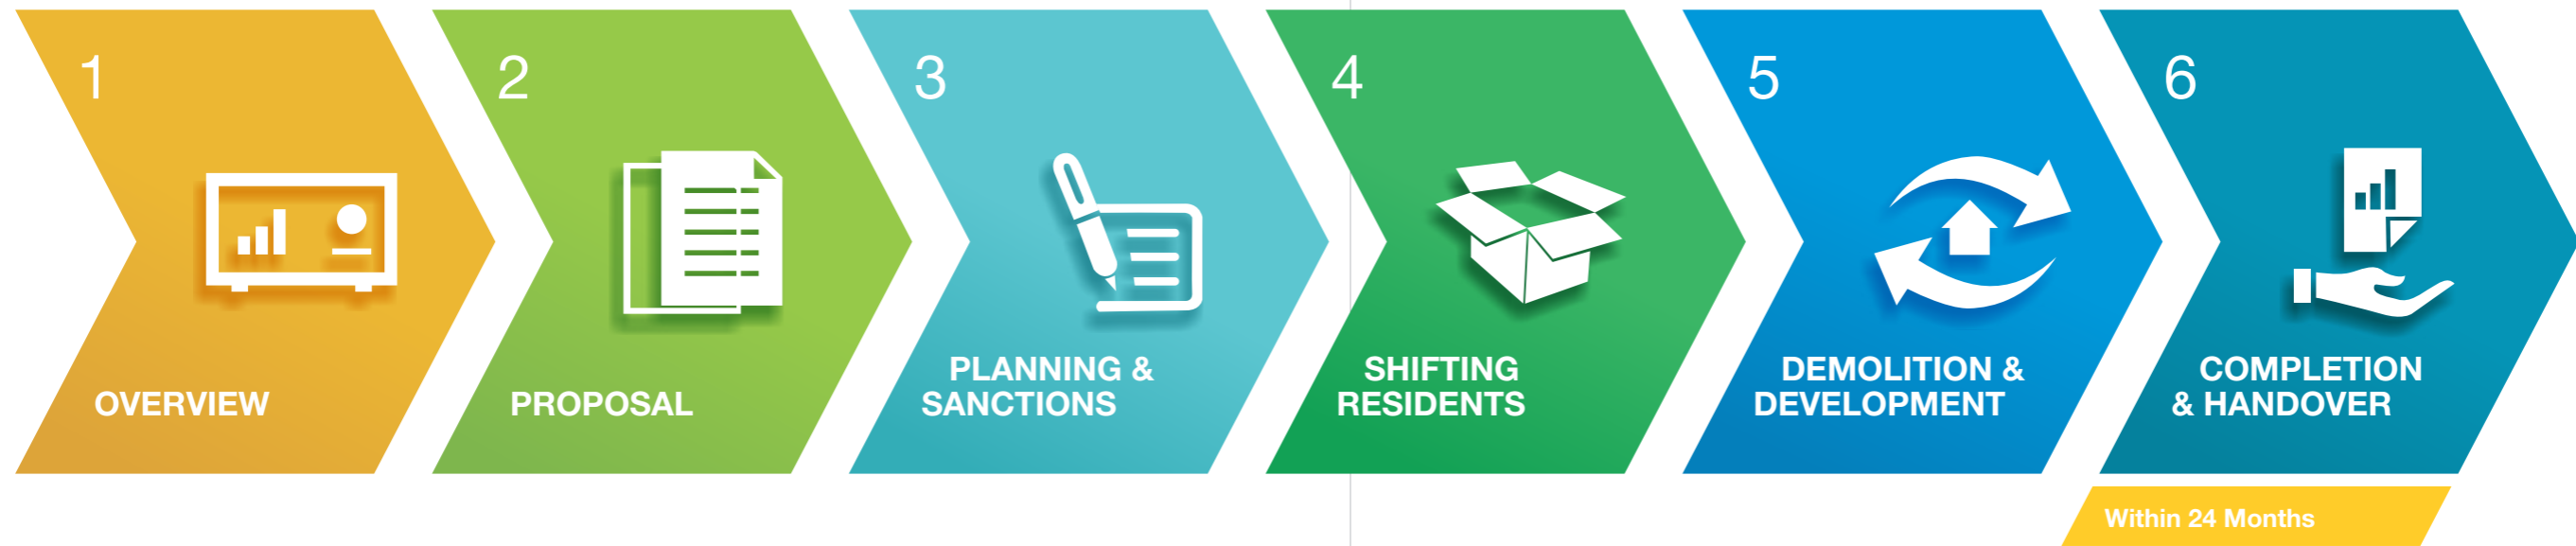 1
OVERVIEW
2
PROPOSAL
3
PLANNING &
SANCTIONS
4
SHIFTING
RESIDENTS
5
DEMOLITION &
DEVELOPMENT
6
COMPLETION
& HANDOVER
Within 24 Months